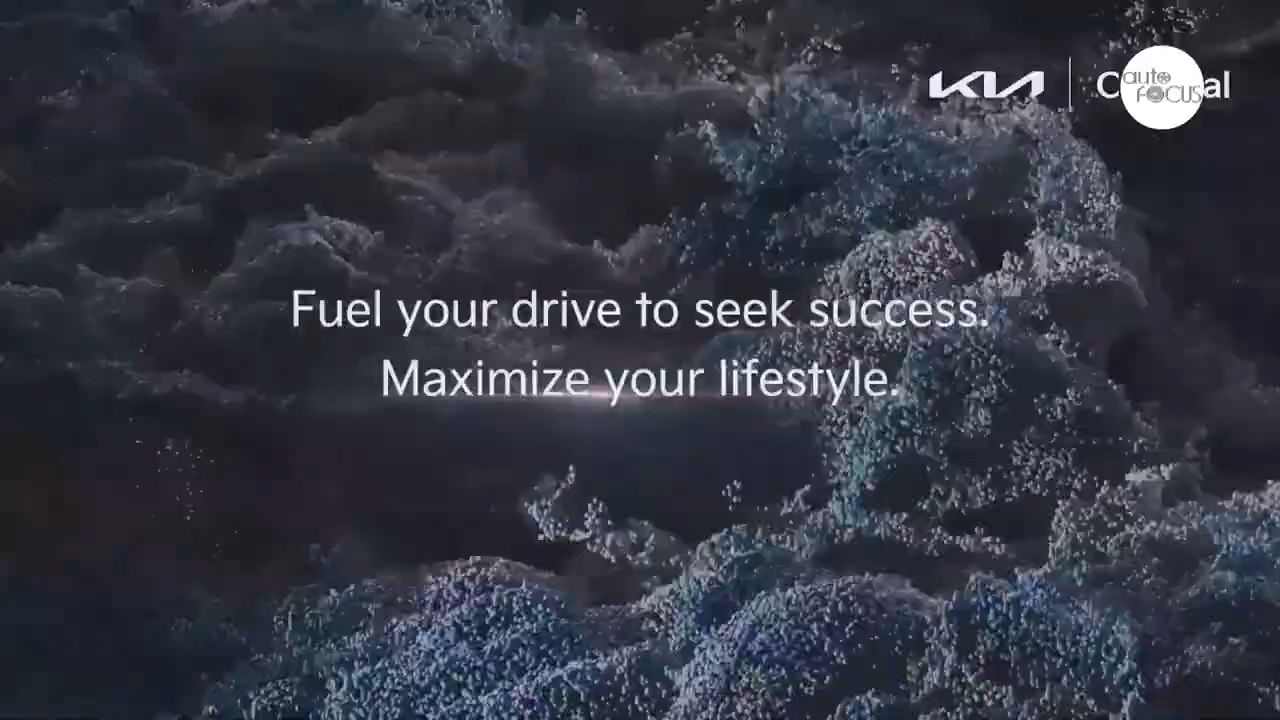 KIA
auto
FOCUS
Fuel your drive to seek success.
Maximize your lifestyle.